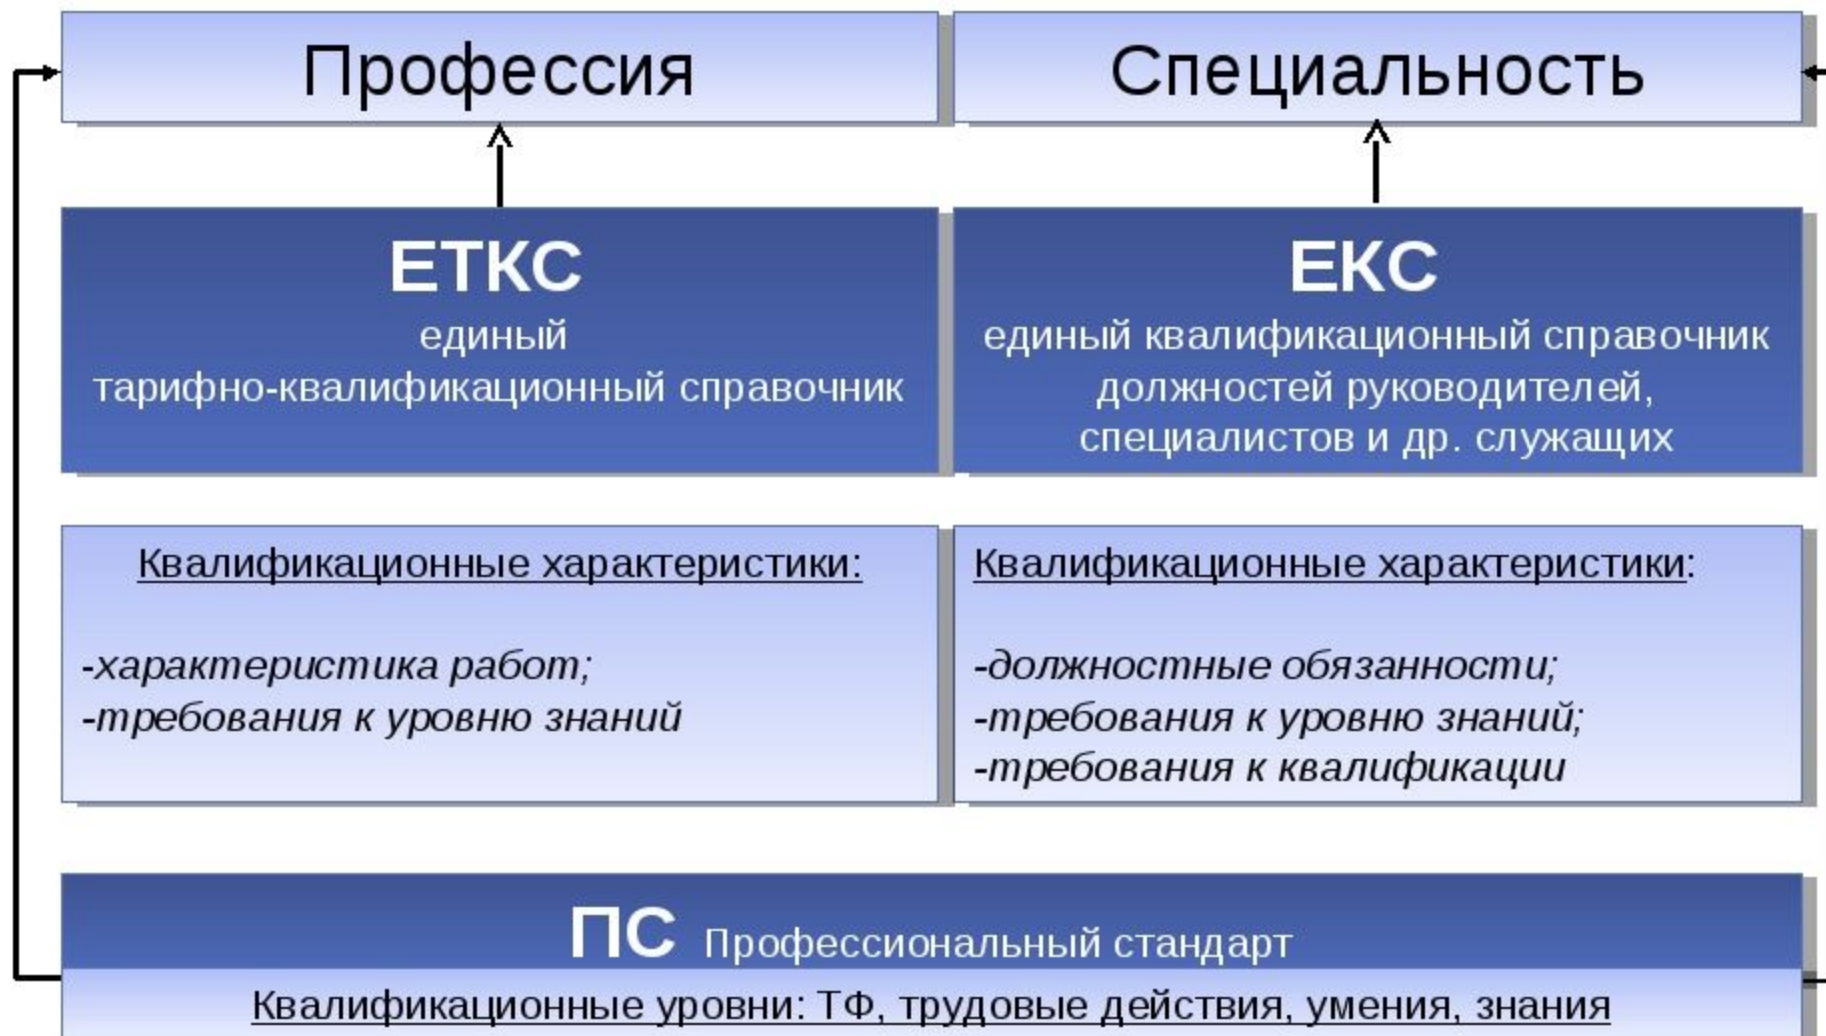 Профессия
Специальность
ЕТКС
единый
тарифно-квалификационный справочник
ЕКС
единый квалификационный справочник
должностей руководителей,
специалистов и др. служащих
Квалификационные характеристики:
-характеристика работ;
-требования к уровню знаний
Квалификационные характеристики:
-должностные обязанности;
-требования к уровню знаний;
-требования к квалификации
ПС Профессиональный стандарт
Квалификационные уровни: ТФ, трудовые действия, умения, знания